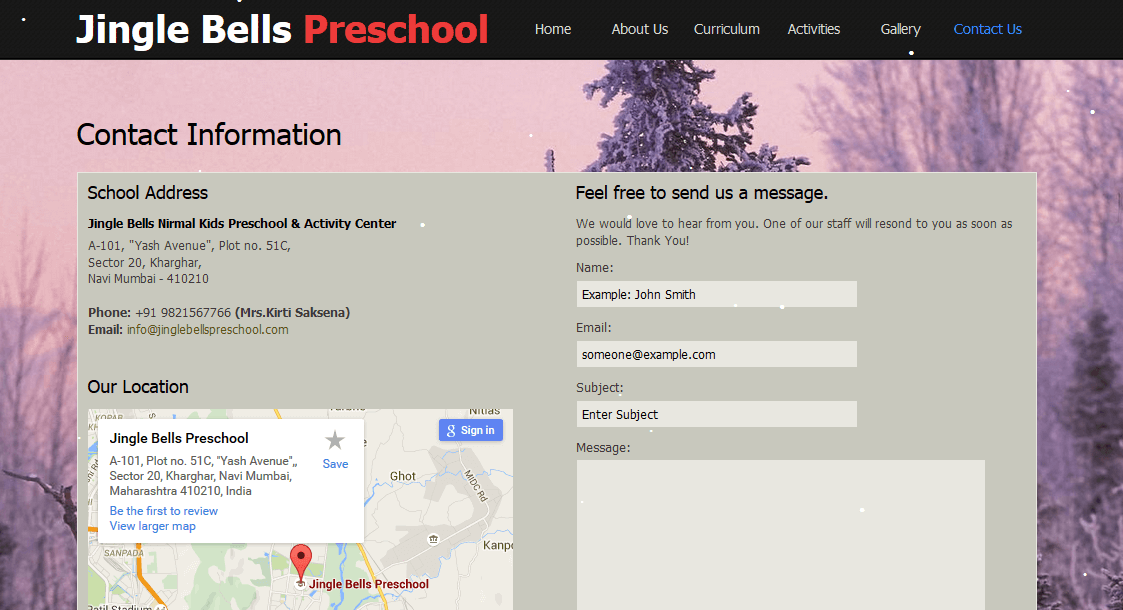 Jingle Bells Preschool
Home About Us Curriculum Activities Gallery Contact Us
Contact Information
School Address
Jingle Bells Nirmal Kids Preschool & Activity Center
A-101, "Yash Avenue", Plot no. 51C,
Sector 20, Kharghar,
Navi Mumbai - 410210
Phone: +91 9821567766 (Mrs.Kirti Saksena)
Email: info@jinglebellspreschool.com
Our Location
Nitlas
Jingle Bells Preschool
Save
A-101, Plot no. 51C, "Yash Avenue",,
Sector 20, Kharghar, Navi Mumbai,
Maharashtra 410210, India
Be the first to review
View larger map
Sign in
Ghot
MIDC Rd
Kanpo
SANPADA
Jingle Bells Preschool
Patil Stadium
Feel free to send us a message.
We would love to hear from you. One of our staff will resond to you as soon as
possible. Thank You!
Name:
Example: John Smith
Email:
someone@example.com
Subject:
Enter Subject
Message: